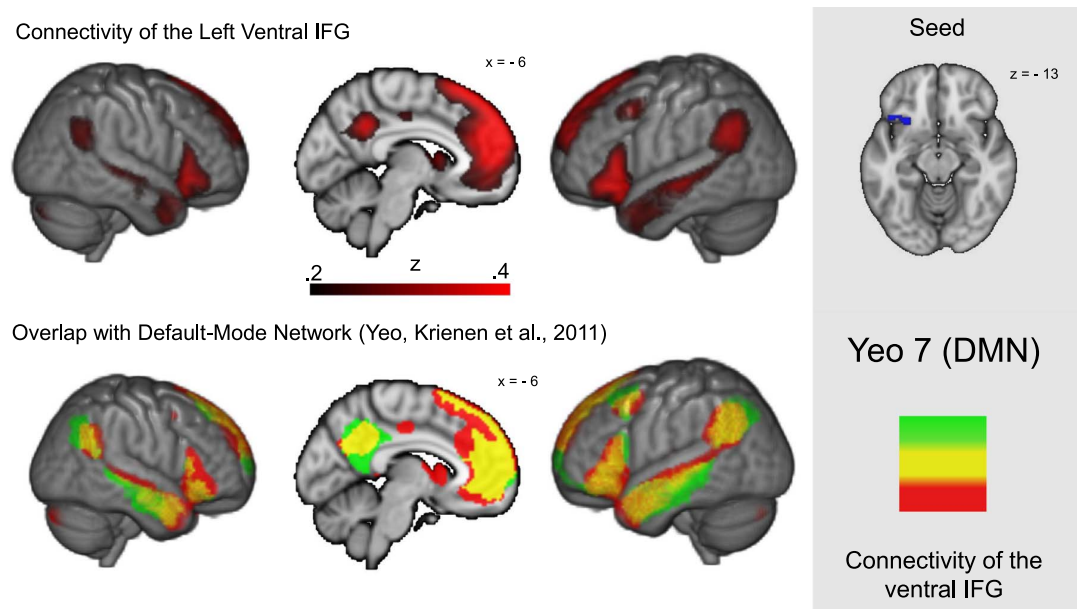 Connectivity of the Left Ventral IFG
x = - 6
Seed
z = - 13
.2
z
.4
Overlap with Default-Mode Network (Yeo, Krienen et al., 2011)
x = - 6
Yeo 7 (DMN)
Connectivity of the
ventral IFG